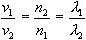 v₁/v₂ = n₂/n₁ = λ₁/λ₂